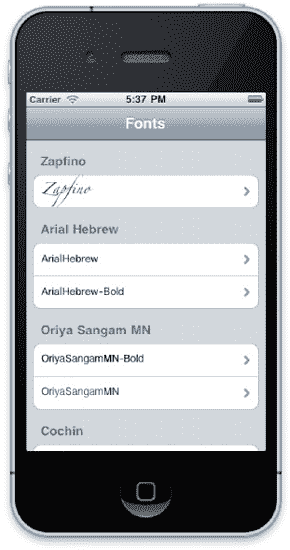 Carrier 5:37 PM
Fonts
Zapfino
Zapfino
Arial Hebrew
ArialHebrew
ArialHebrew-Bold
Oriya Sangam MN
OriyaSangamMN-Bold
OriyaSangamMN
Cochin